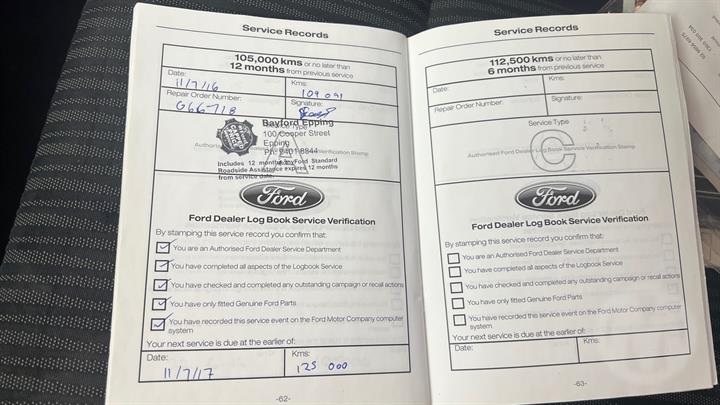 Service Records
105,000 kms or no later than
12 months from previous service
Date:
11/7/16
Kms:
109 091
Repair Order Number:
G66718
Signature:
Bayford Epping
100 Cooper Street
Epping
PH: 9401 8844
Includes 12 months Ford Standard
Roadside Assistance expires 12 months
from service date.
A
Ford
Ford Dealer Log Book Service Verification
By stamping this service record you confirm that:
You are an Authorised Ford Dealer Service Department
You have completed all aspects of the Logbook Service
You have checked and completed any outstanding campaign or recall actions
You have only fitted Genuine Ford Parts
You have recorded this service event on the Ford Motor Company computer
system
Your next service is due at the earlier of:
Date:
11/7/17
Kms:
125 000
-62-
Service Records
112,500 kms or no later than
6 months from previous service
Date:
Kms:
Repair Order Number:
Signature:
Service Type
C
Authorised Ford Dealer Log Book Service Verification Stamp
Ford
Ford Dealer Log Book Service Verification
By stamping this service record you confirm that:
You are an Authorised Ford Dealer Service Department
You have completed all aspects of the Logbook Service
You have checked and completed any outstanding campaign or recall actions
You have only fitted Genuine Ford Parts
You have recorded this service event on the Ford Motor Company computer
system
Your next service is due at the earlier of:
Date:
Kms:
-63-